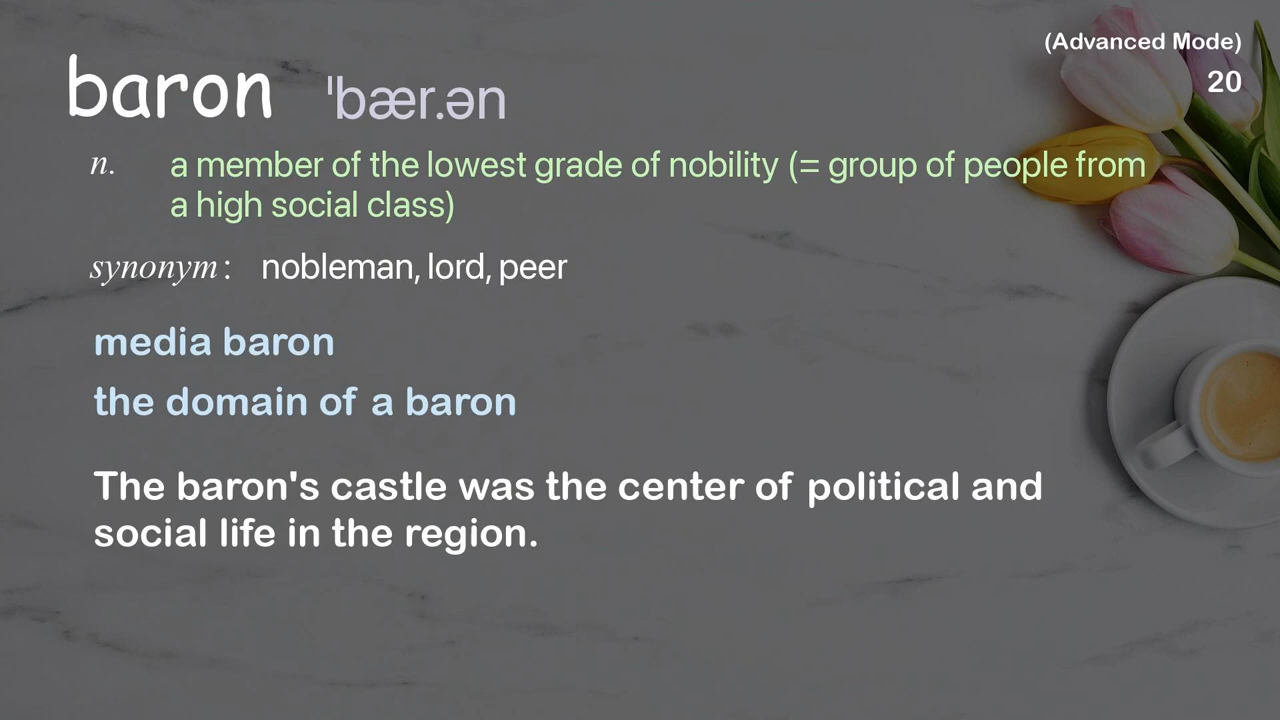 (Advanced Mode)
baron ˈbær.ən
20
n. a member of the lowest grade of nobility (= group of people from
a high social class)
synonym: nobleman, lord, peer
media baron
the domain of a baron
The baron's castle was the center of political and
social life in the region.